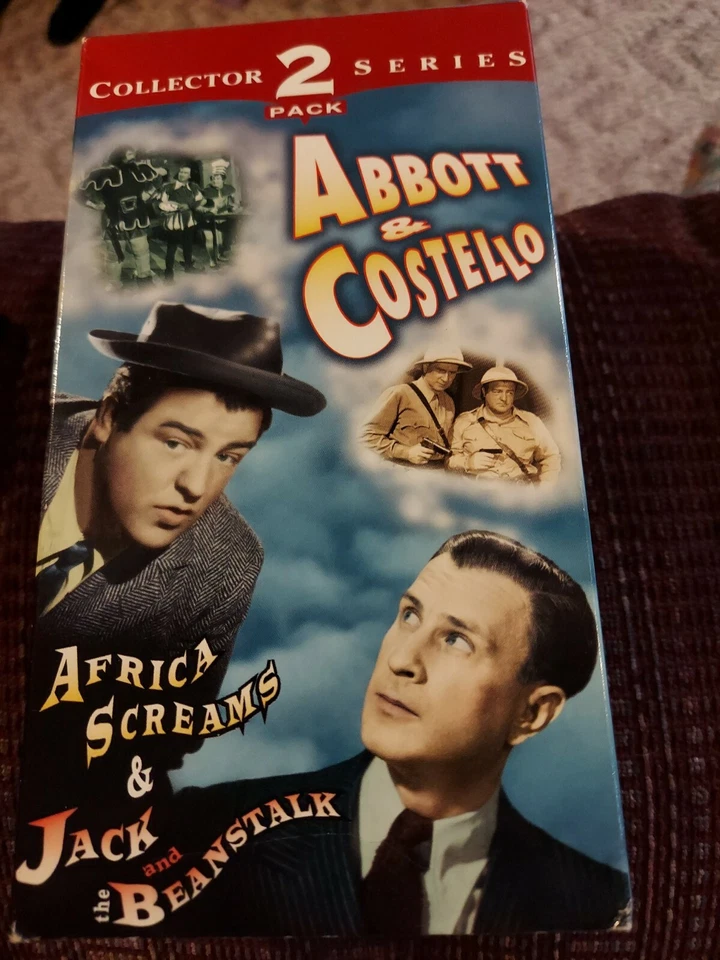 COLLECTOR 2 SERIES
PACK
ABBOTT
&
COSTELLO
AFRICA
SCREAMS
&
JACK
and
the BEANSTALK